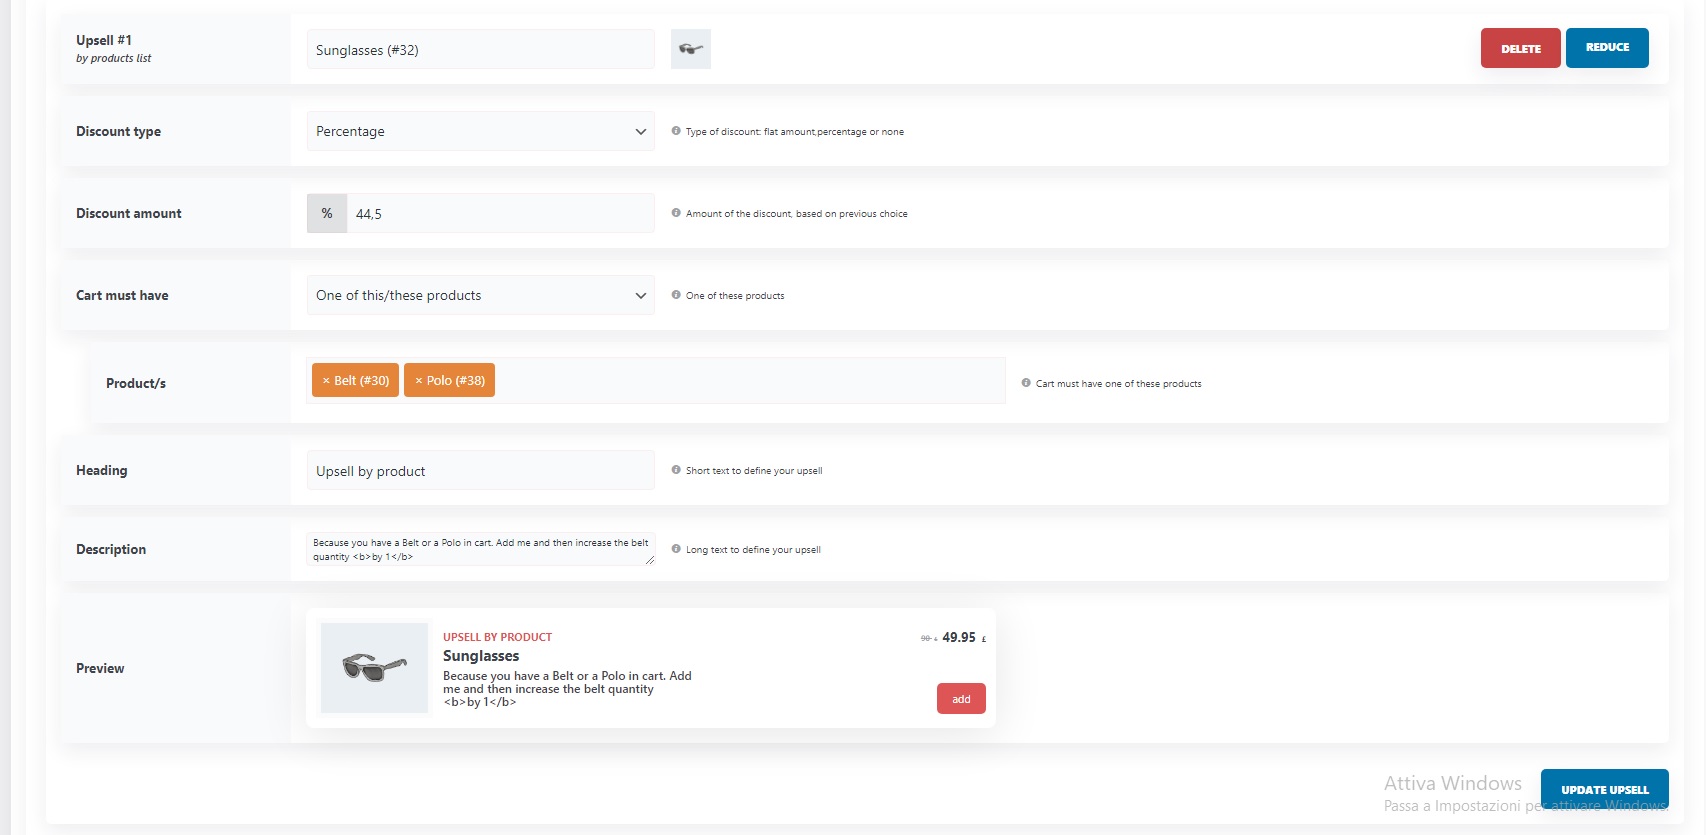 Upsell #1
by products list
Sunglasses (#32)
DELETE
REDUCE
Discount type
Percentage
Type of discount: flat amount,percentage or none
Discount amount
%
44,5
Amount of the discount, based on previous choice
Cart must have
One of this/these products
One of these products
Product/s
× Belt (#30)
× Polo (#38)
Cart must have one of these products
Heading
Upsell by product
Short text to define your upsell
Description
Because you have a Belt or a Polo in cart. Add me and then increase the belt
quantity <b>by 1</b>
Long text to define your upsell
Preview
UPSELL BY PRODUCT
Sunglasses
Because you have a Belt or a Polo in cart. Add
me and then increase the belt quantity
<b>by 1</b>
90 £ 49.95 £
add
Attiva Windows
Passa a Impostazioni per attivare Windows.
UPDATE UPSELL